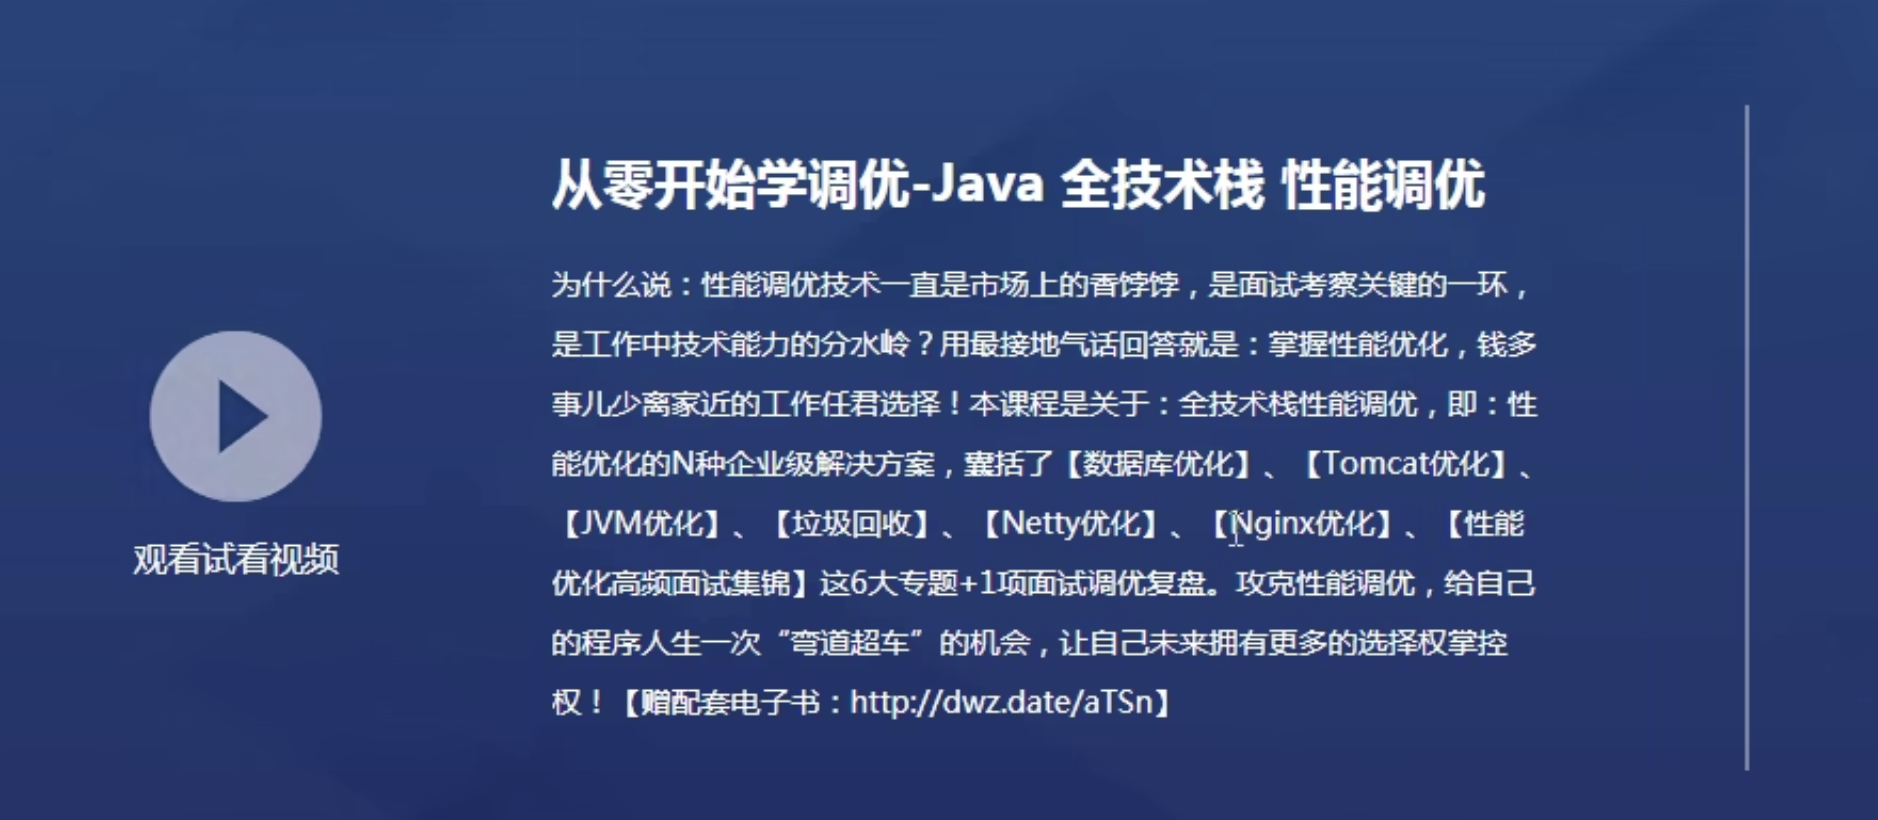 从零开始学调优-Java 全技术栈 性能调优
为什么说：性能调优技术一直是市场上的香饽饽，是面试考察关键的一环，
是工作中技术能力的分水岭？用最接地气话回答就是：掌握性能优化，钱多
事儿少离家近的工作任君选择！本课程是关于：全技术栈性能调优，即：性
能优化的N种企业级解决方案，囊括了【数据库优化】、【Tomcat优化】、
【JVM优化】、【垃圾回收】、【Netty优化】、【Nginx优化】、【性能
优化高频面试集锦】这6大专题+1项面试调优复盘。攻克性能调优，给自己
的程序人生一次“弯道超车”的机会，让自己未来拥有更多的选择权掌控
权！【赠配套电子书：http://dwz.date/aTSn】
观看试看视频